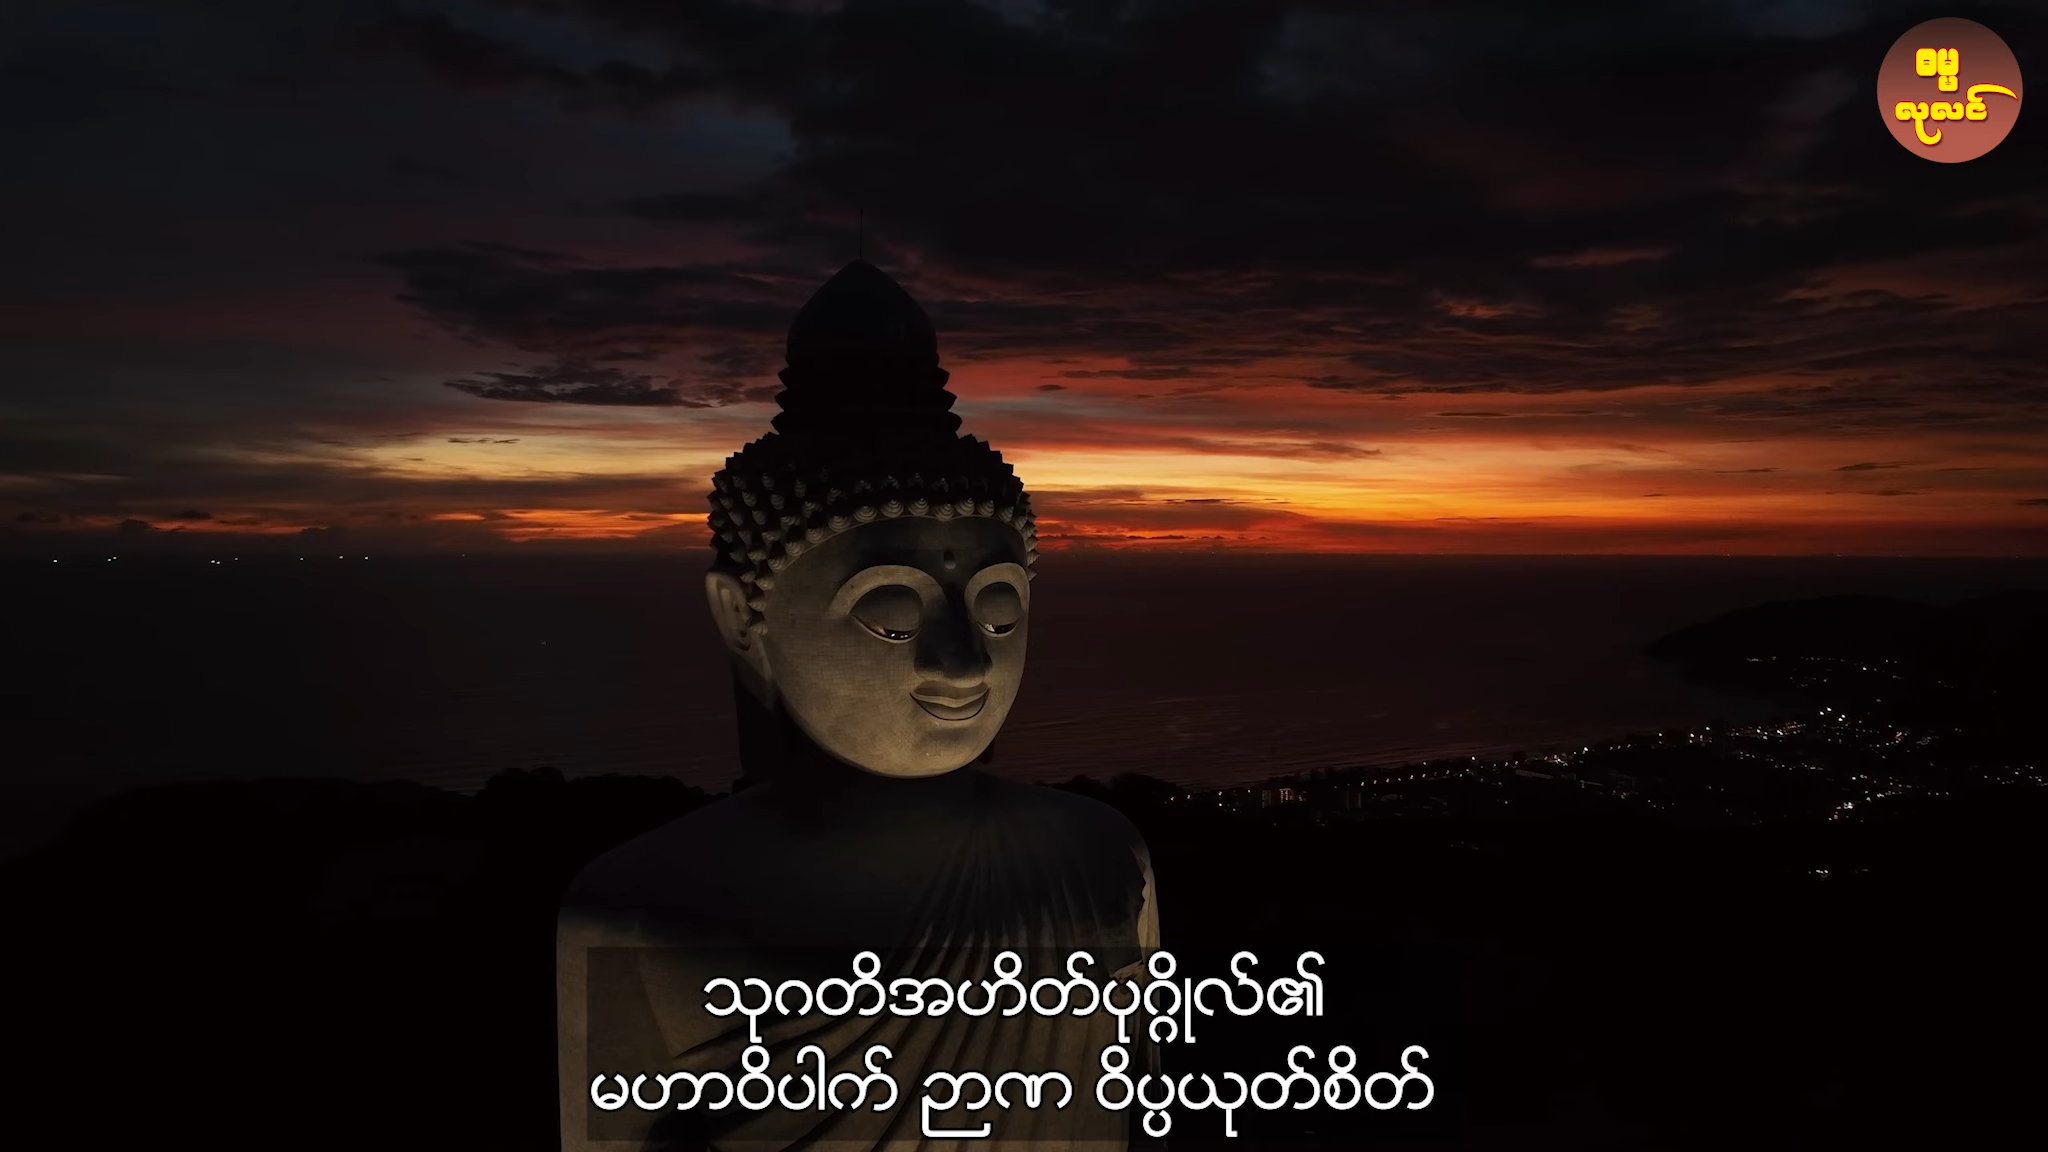 ဓမ္မ
လုလင်
သုဂတိအဟိတ်ပုဂ္ဂိုလ်၏
မဟာဝိပါက် ဉာဏ ဝိပ္ပယုတ်စိတ်